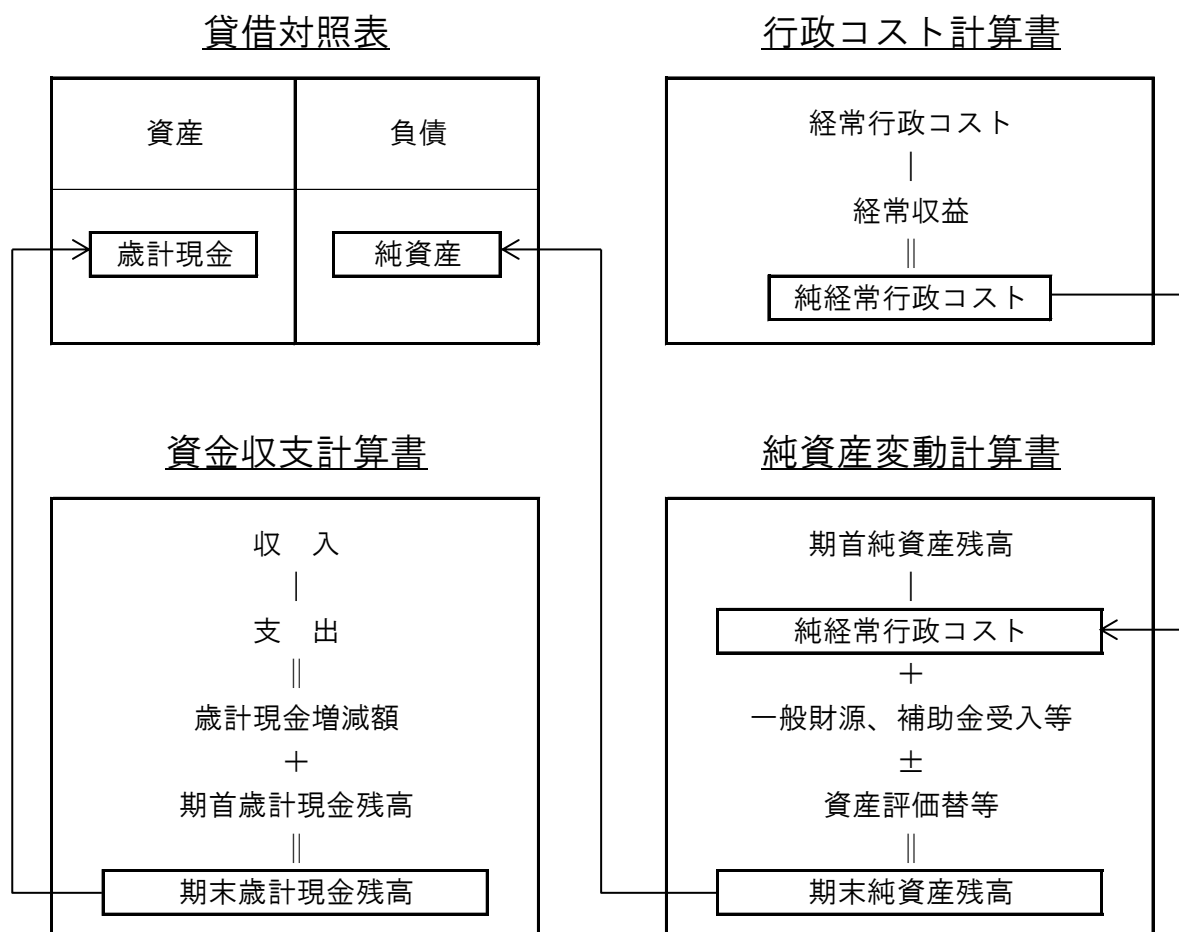 貸借対照表
資産
負債
歳計現金
純資産
行政コスト計算書
経常行政コスト
|
経常収益
||
純経常行政コスト
資金収支計算書
収　入
|
支　出
||
歳計現金増減額
＋
期首歳計現金残高
||
期末歳計現金残高
純資産変動計算書
期首純資産残高
|
純経常行政コスト
＋
一般財源、補助金受入等
±
資産評価替等
||
期末純資産残高